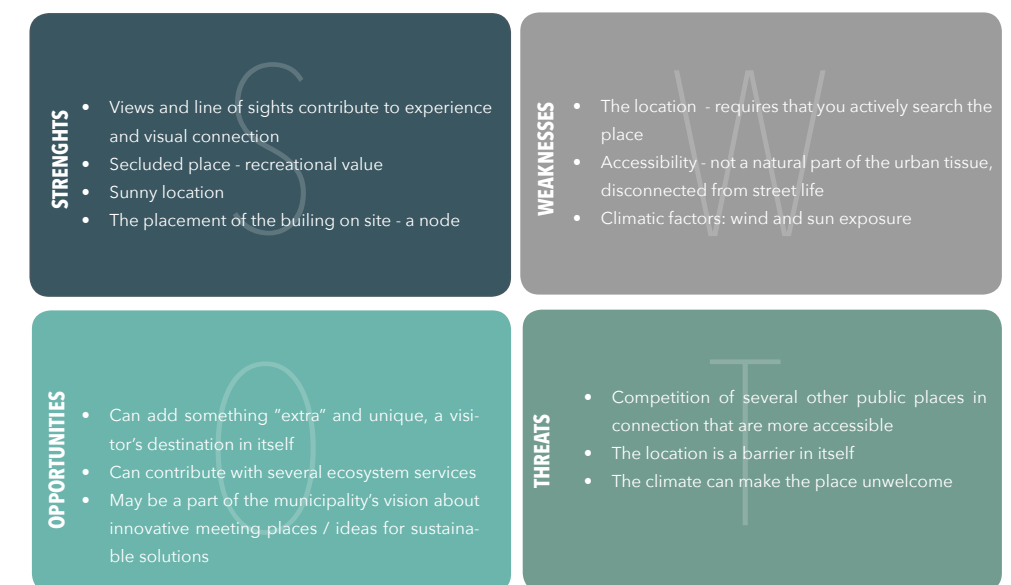 STRENGHTS
S
• Views and line of sights contribute to experience
and visual connection
• Secluded place - recreational value
• Sunny location
• The placement of the builing on site - a node
WEAKNESSES
W
• The location - requires that you actively search the
place
• Accessibility - not a natural part of the urban tissue,
disconnected from street life
• Climatic factors: wind and sun exposure
OPPORTUNITIES
O
• Can add something “extra” and unique, a visi-
tor’s destination in itself
• Can contribute with several ecosystem services
• May be a part of the municipality’s vision about
innovative meeting places / ideas for sustaina-
ble solutions
THREATS
T
• Competition of several other public places in
connection that are more accessible
• The location is a barrier in itself
• The climate can make the place unwelcome